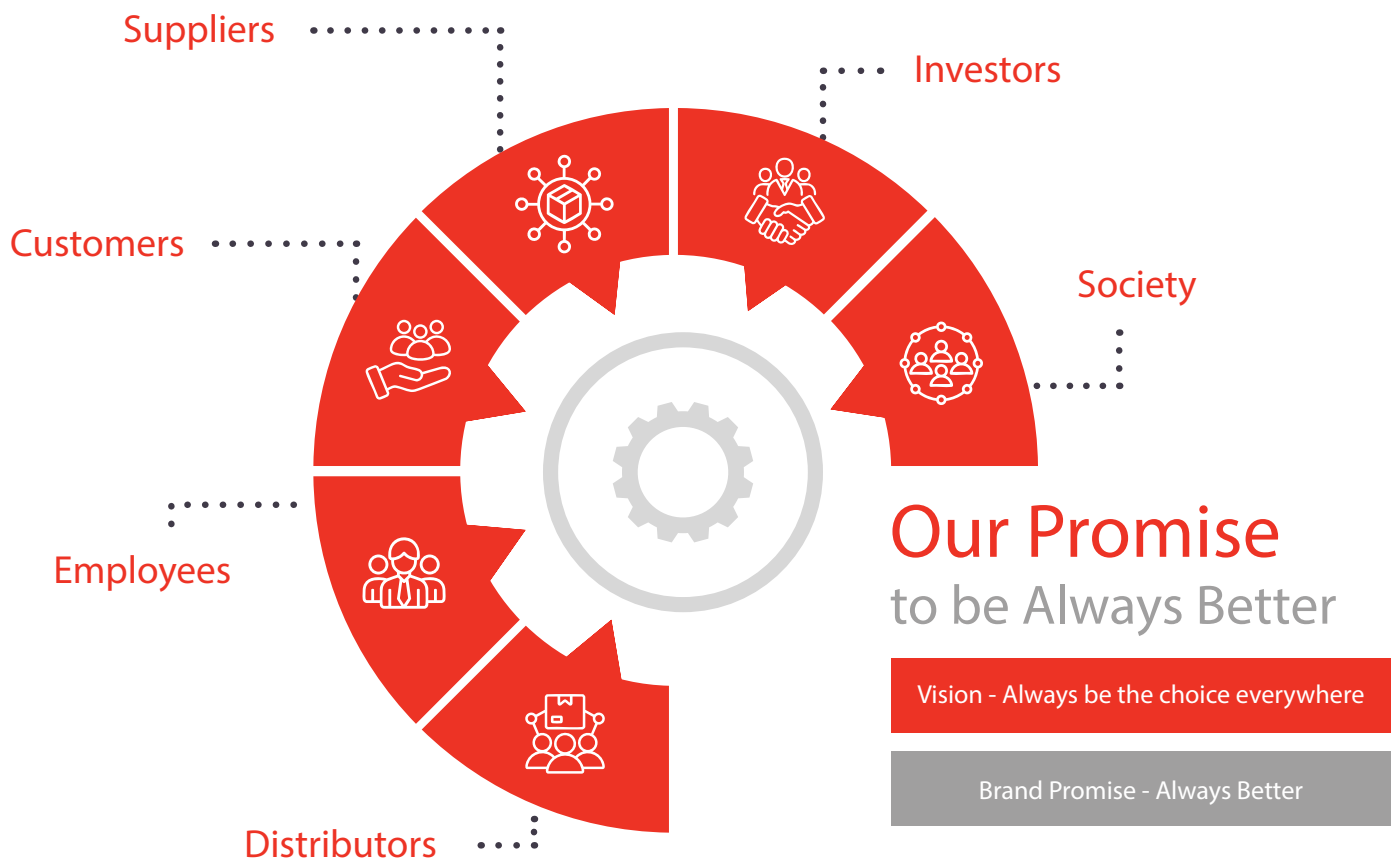 Suppliers
Investors
Customers
Society
Employees
Our Promise
to be Always Better
Vision - Always be the choice everywhere
Brand Promise - Always Better
Distributors